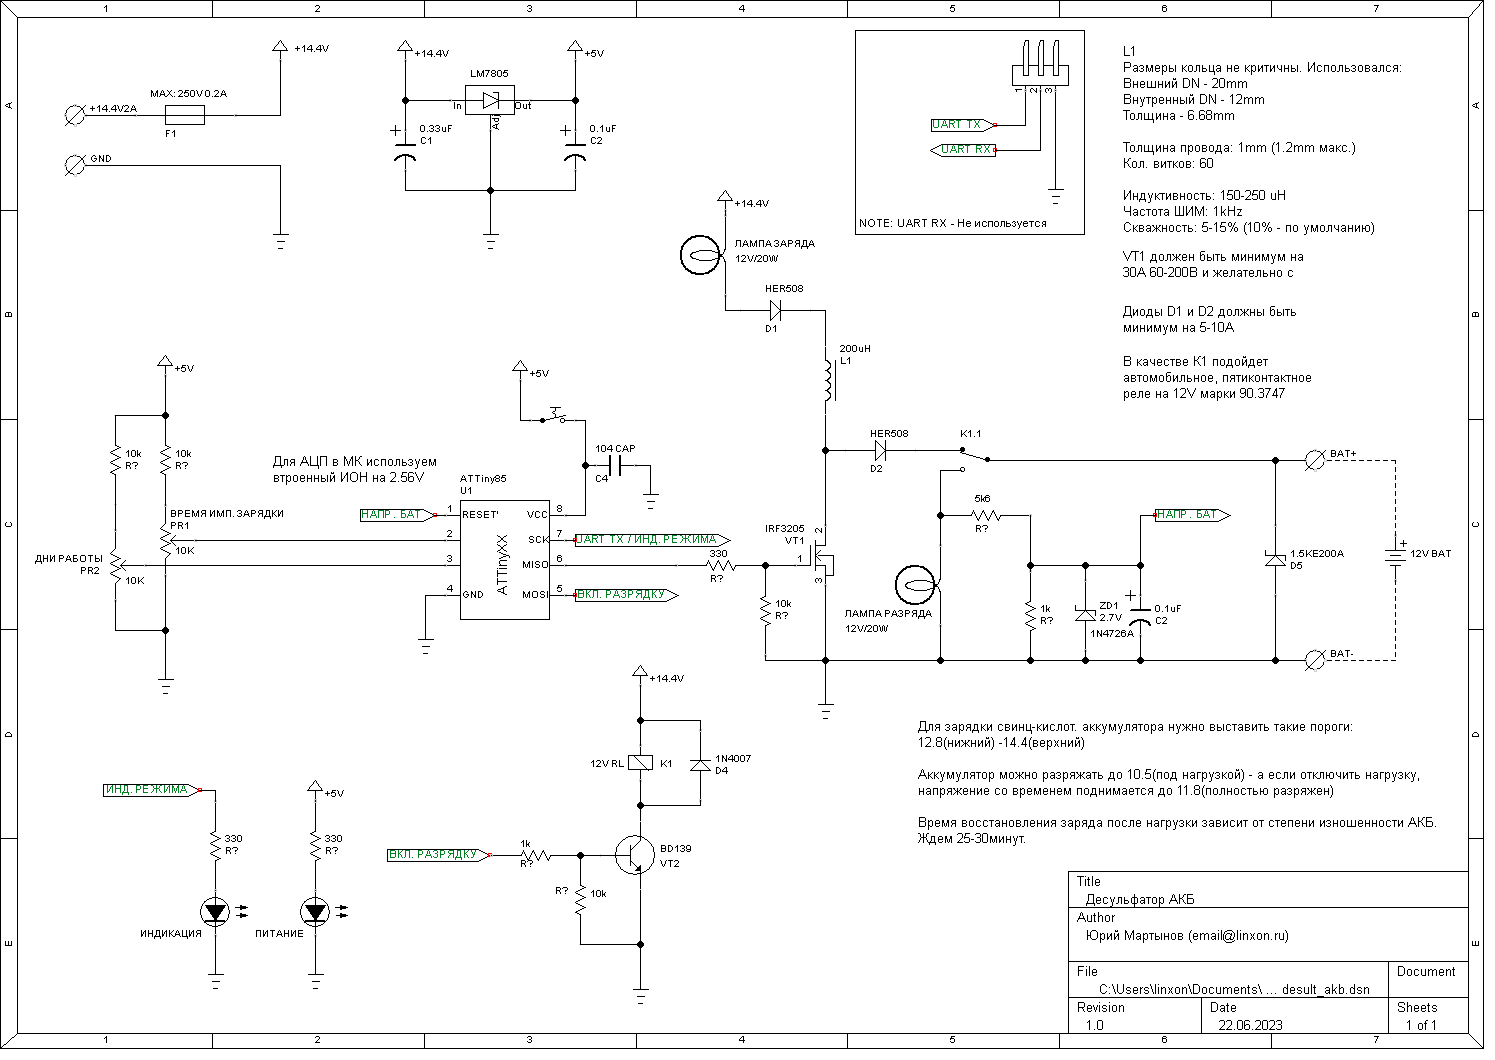 1 2 3 4 5 6 7
A
B
C
D
E
A
B
C
D
E
+14.4V
MAX: 250V 0.2A
+14.4V2A
F1
GND
+14.4V
+5V
LM7805
In
Out
Adj
0.33uF
C1
0.1uF
C2
1
2
3
UART TX
UART RX
NOTE: UART RX - Не используется
L1
Размеры кольца не критичны. Использовался:
Внешний DN - 20mm
Внутренний DN - 12mm
Толщина - 6.68mm
Толщина провода: 1mm (1.2mm макс.)
Кол. витков: 60
Индуктивность: 150-250 uH
Частота ШИМ: 1kHz
Скважность: 5-15% (10% - по умолчанию)
VT1 должен быть минимум на
30А 60-200В и желательно с
Диоды D1 и D2 должны быть
минимум на 5-10А
В качестве К1 подойдет
автомобильное, пятиконтактное
реле на 12V марки 90.3747
+14.4V
ЛАМПА ЗАРЯДА
12V/20W
HER508
D1
200uH
L1
HER508
D2
K1.1
BAT+
+5V
10k
R?
10k
R?
ВРЕМЯ ИМП. ЗАРЯДКИ
PR1
10K
ДНИ РАБОТЫ
PR2
10K
Для АЦП в МК используем
втроенный ИОН на 2.56V
+5V
104 CAP
C4
ATTiny85
U1
НАПР. БАТ
1
RESET'
2
3
4
GND
ATTinyXX
VCC
8
SCK
7
MISO
6
MOSI
5
UART TX / ИНД. РЕЖИМА
ВКЛ. РАЗРЯДКУ
330
R?
10k
R?
IRF3205
VT1
1
2
3
5k6
R?
НАПР. БАТ
ЛАМПА РАЗРЯДА
12V/20W
1k
R?
ZD1
2.7V
1N4726A
0.1uF
C2
1.5KE200A
D5
12V BAT
BAT-
+14.4V
12V RL
K1
1N4007
D4
ВКЛ. РАЗРЯДКУ
1k
R?
R?
10k
BD139
VT2
ИНД. РЕЖИМА
330
R?
ИНДИКАЦИЯ
+5V
330
R?
ПИТАНИЕ
Для зарядки свинц-кислот. аккумулятора нужно выставить такие пороги:
12.8(нижний) -14.4(верхний)
Аккумулятор можно разряжать до 10.5(под нагрузкой) - а если отключить нагрузку,
напряжение со временем поднимается до 11.8(полностью разряжен)
Время восстановления заряда после нагрузки зависит от степени изношенности АКБ.
Ждем 25-30минут.
Title
Десульфатор АКБ
Author
Юрий Мартынов (email@linxon.ru)
File
C:\Users\linxon\Documents\ ... desult_akb.dsn
Document
Revision
1.0
Date
22.06.2023
Sheets
1 of 1
1 2 3 4 5 6 7